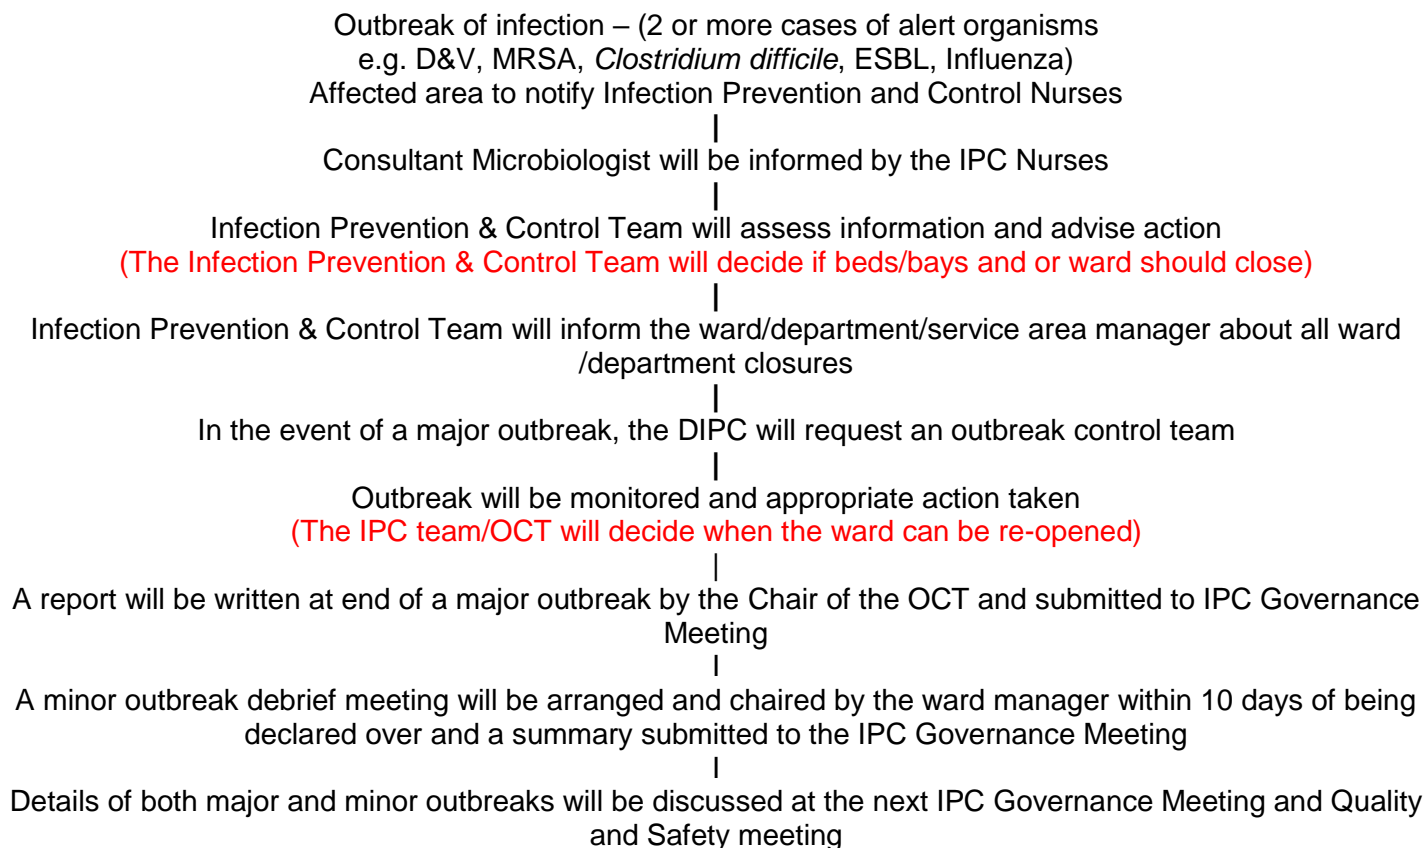 Outbreak of infection – (2 or more cases of alert organisms
e.g. D&V, MRSA, Clostridium difficile, ESBL, Influenza)
Affected area to notify Infection Prevention and Control Nurses
Consultant Microbiologist will be informed by the IPC Nurses
Infection Prevention & Control Team will assess information and advise action
(The Infection Prevention & Control Team will decide if beds/bays and or ward should close)
Infection Prevention & Control Team will inform the ward/department/service area manager about all ward
/department closures
In the event of a major outbreak, the DIPC will request an outbreak control team
Outbreak will be monitored and appropriate action taken
(The IPC team/OCT will decide when the ward can be re-opened)
A report will be written at end of a major outbreak by the Chair of the OCT and submitted to IPC Governance
Meeting
A minor outbreak debrief meeting will be arranged and chaired by the ward manager within 10 days of being
declared over and a summary submitted to the IPC Governance Meeting
Details of both major and minor outbreaks will be discussed at the next IPC Governance Meeting and Quality
and Safety meeting